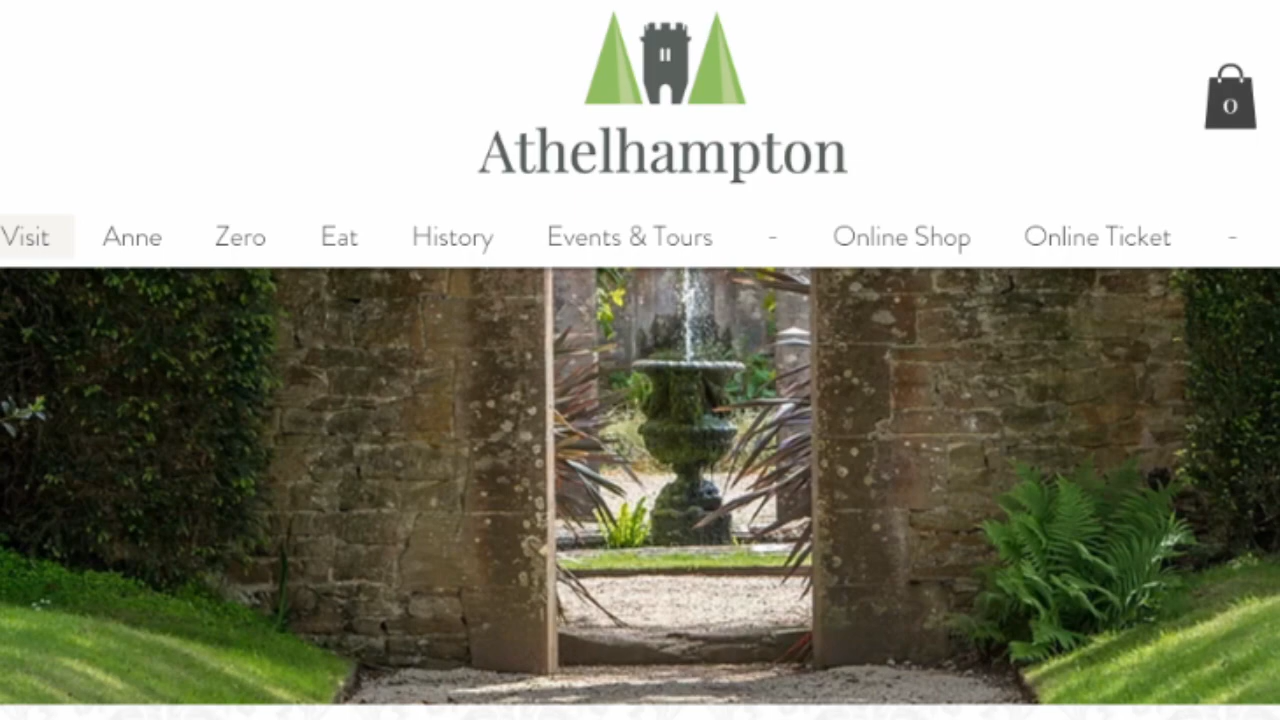 0
Athelhampton
Visit Anne Zero Eat History Events & Tours - Online Shop Online Ticket -